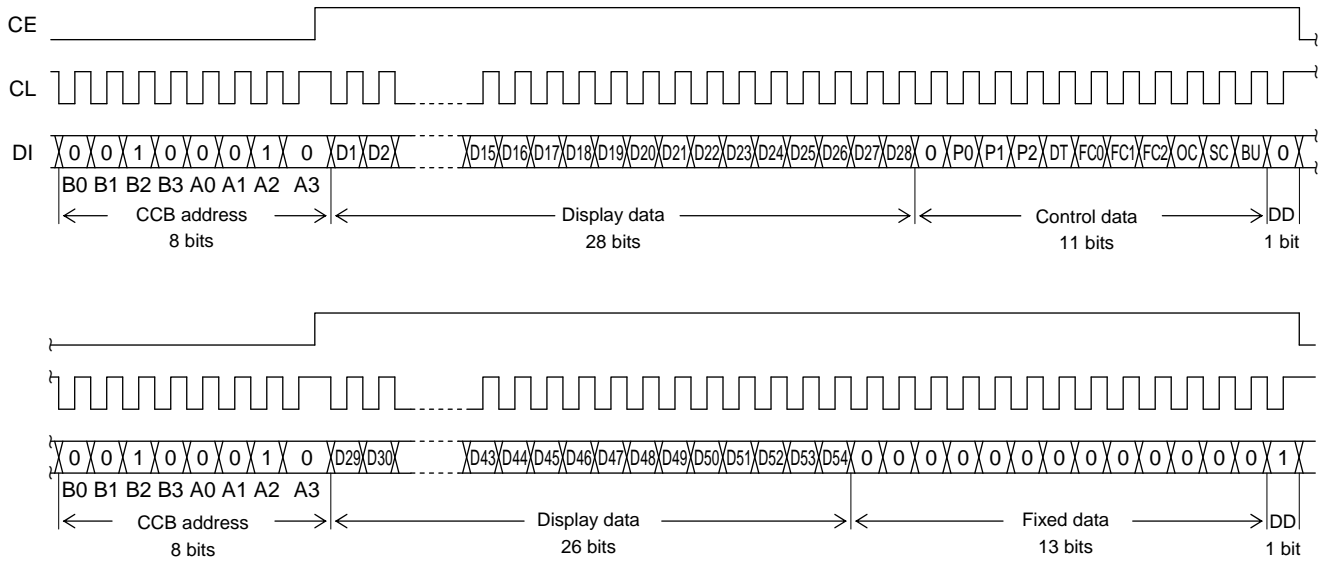 CE
CL
DI 0 0 1 0 0 0 1 0 D1 D2 D15 D16 D17 D18 D19 D20 D21 D22 D23 D24 D25 D26 D27 D28 0 P0 P1 P2 DT FC0 FC1 FC2 OC SC BU 0
B0 B1 B2 B3 A0 A1 A2 A3
CCB address Display data Control data DD
8 bits 28 bits 11 bits 1 bit
0 0 1 0 0 0 1 0 D29 D30 D43 D44 D45 D46 D47 D48 D49 D50 D51 D52 D53 D54 0 0 0 0 0 0 0 0 0 0 0 0 0 1
B0 B1 B2 B3 A0 A1 A2 A3
CCB address Display data Fixed data DD
8 bits 26 bits 13 bits 1 bit